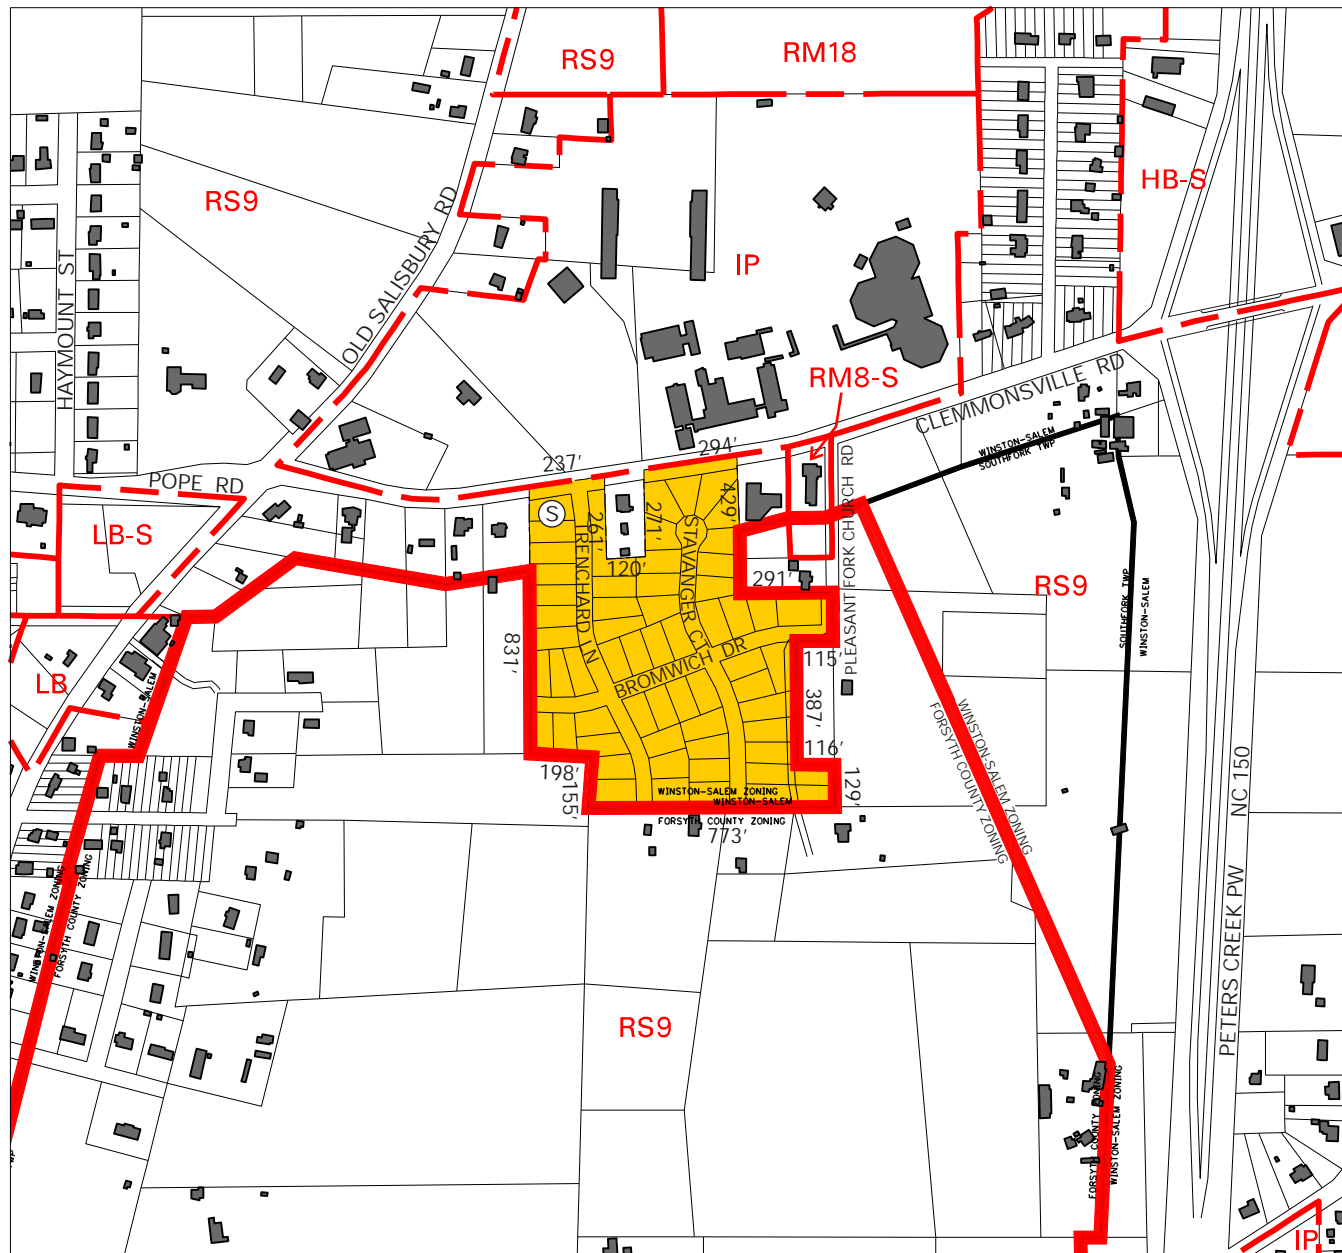 RS9
RM18
HB-S
RS9
OLD SALISBURY RD
HAYMOUNT ST
IP
RM8-S
CLEMMONSVILLE RD
WINSTON-SALEM
SOUTHFORK TWP
POPE RD
237'
294'
LB-S
S
261'
271'
429'
120'
291'
TRENCHARD LN
STAVANGER CT
BROMWICH DR
PLEASANT FORK CHURCH RD
RS9
SOUTHFORK TWP
WINSTON-SALEM
831'
115'
387'
116'
LB
WINSTON-SALEM
198'
155'
129'
WINSTON-SALEM ZONING
WINSTON-SALEM
FORSYTH COUNTY ZONING
773'
WINSTON-SALEM ZONING
FORSYTH COUNTY ZONING
NC 150
PETERS CREEK PW
WINSTON-SALEM ZONING
WINSTON-SALEM
FORSYTH COUNTY ZONING
RS9
FORSYTH COUNTY ZONING
WINSTON-SALEM ZONING
TWP
IP